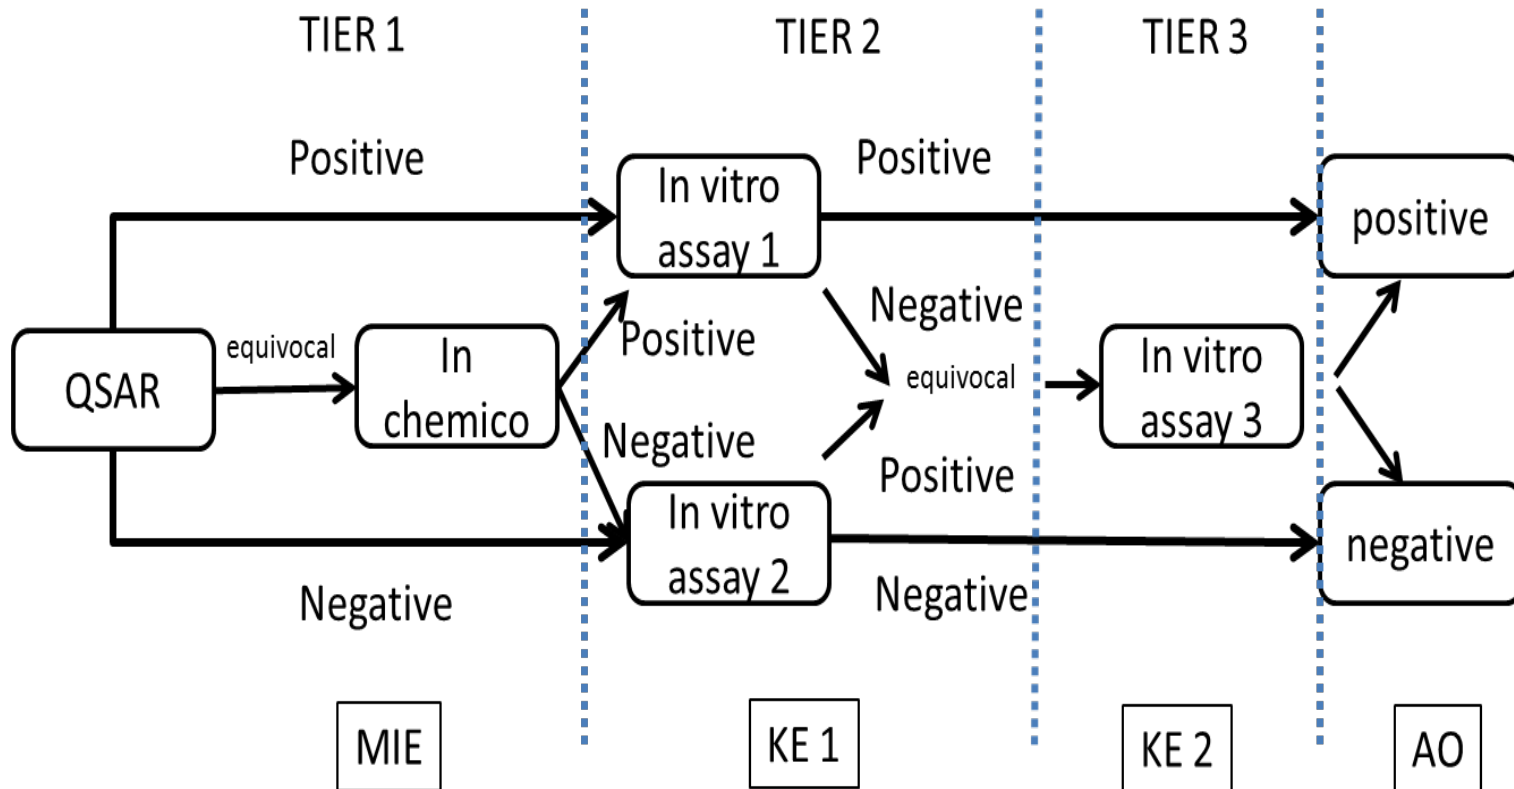 TIER 1
TIER 2
TIER 3
Positive
Positive
In vitro
assay 1
positive
Negative
equivocal
Positive
QSAR
In
chemico
equivocal
In vitro
assay 3
Negative
Positive
In vitro
assay 2
negative
Negative
Negative
MIE
KE 1
KE 2
AO